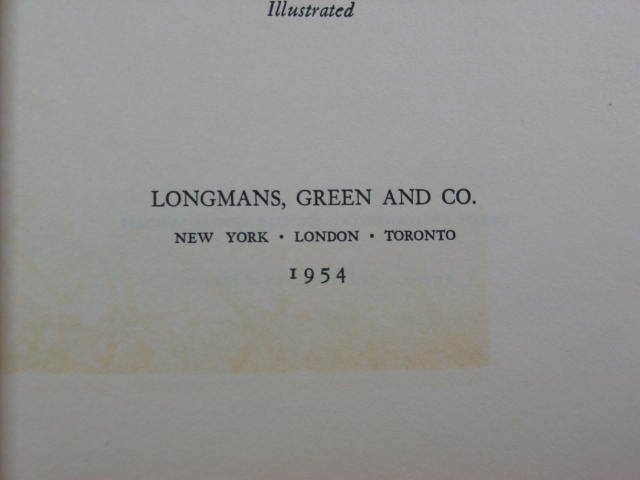 Illustrated
LONGMANS, GREEN AND CO.
NEW YORK · LONDON · TORONTO
1954